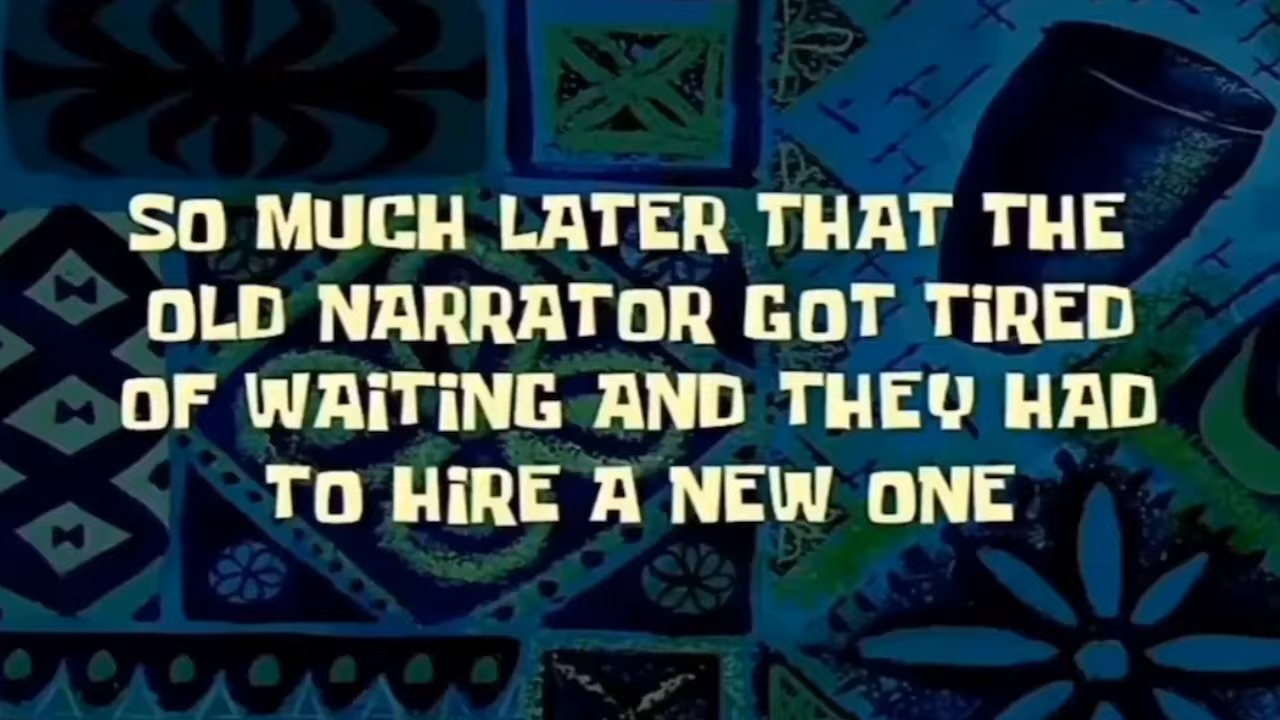 SO MUCH LATER THAT THE
OLD NARRATOR GOT TiRED
OF WAiTiNG AND THEY HAD
TO HiRE A NEW ONE